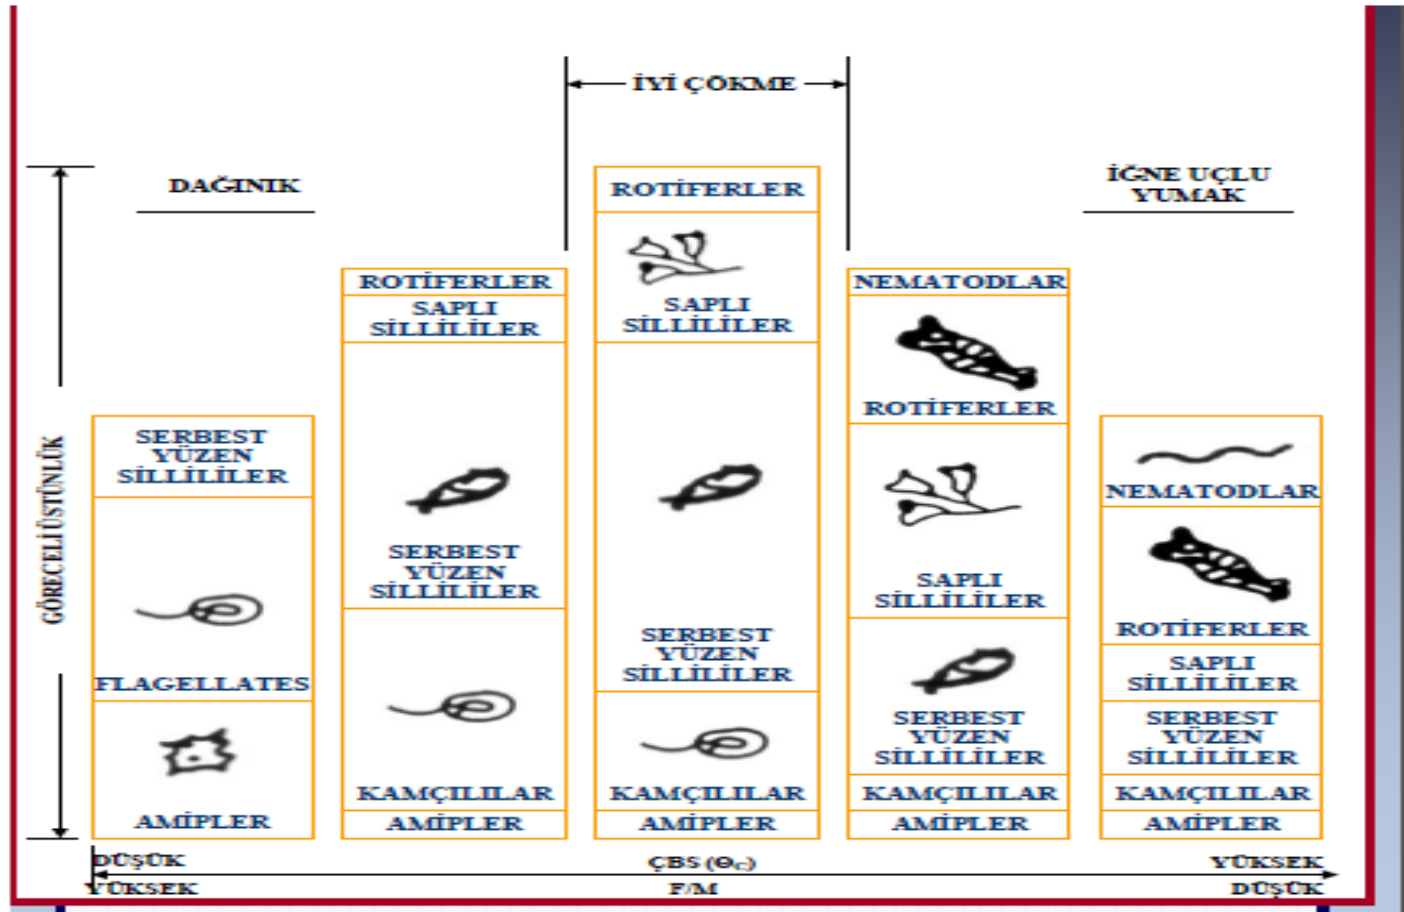 İYİ ÇÖKME
DAĞINIK
İĞNE UÇLU
YUMAK
GÖRECELİ ÜSTÜNLÜK
SERBEST
YÜZEN
SİLLİLİLER
FLAGELLATES
AMİPLER
ROTİFERLER
SAPLI
SİLLİLİLER
SERBEST
YÜZEN
SİLLİLİLER
KAMÇILILAR
AMİPLER
ROTİFERLER
SAPLI
SİLLİLİLER
SERBEST
YÜZEN
SİLLİLİLER
KAMÇILILAR
AMİPLER
NEMATODLAR
ROTİFERLER
SAPLI
SİLLİLİLER
SERBEST
YÜZEN
SİLLİLİLER
KAMÇILILAR
AMİPLER
NEMATODLAR
ROTİFERLER
SAPLI
SİLLİLİLER
SERBEST
YÜZEN
SİLLİLİLER
KAMÇILILAR
AMİPLER
DÜŞÜK ÇBS (ΘC) YÜKSEK
YÜKSEK F/M DÜŞÜK